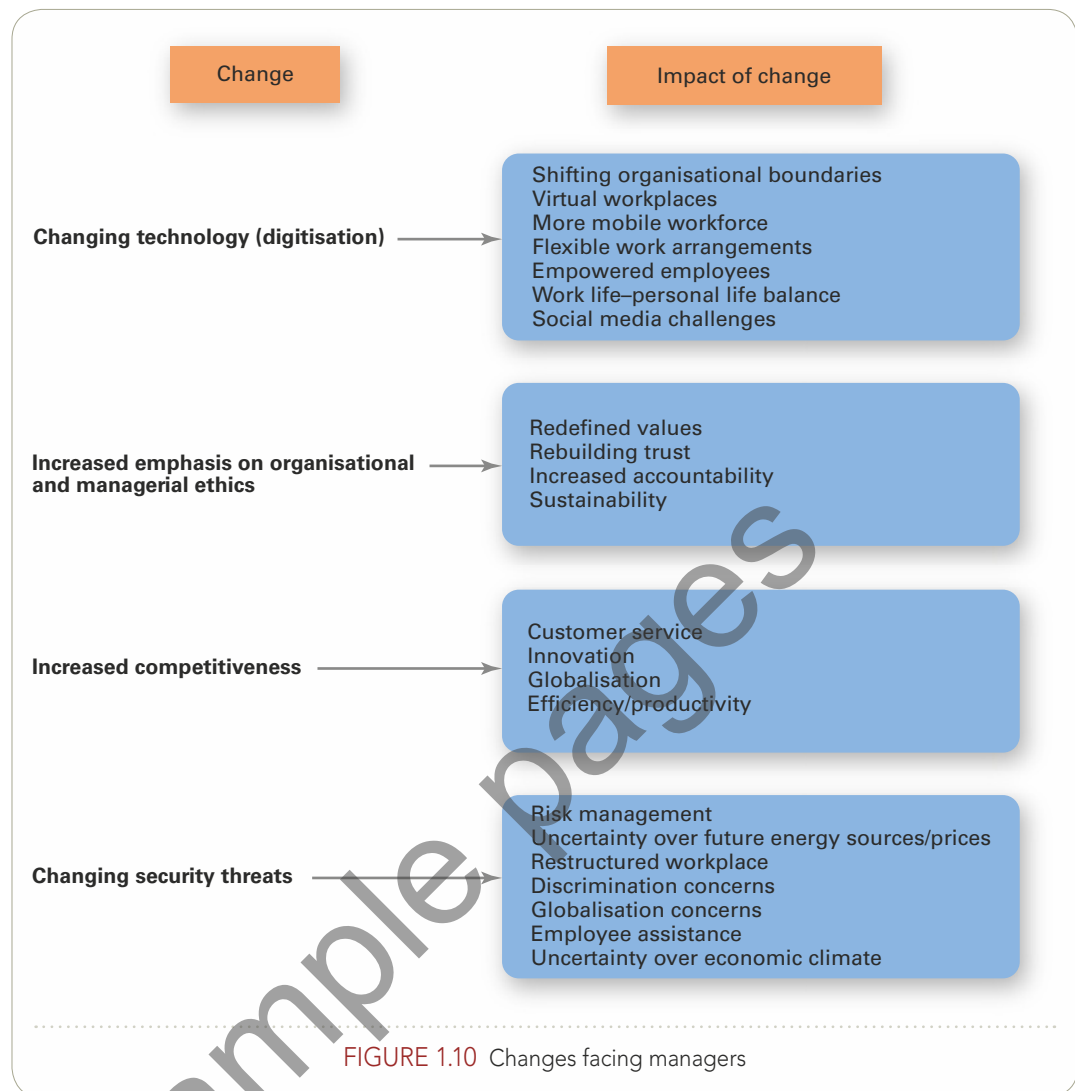 Change
Impact of change
Changing technology (digitisation)
Shifting organisational boundaries
Virtual workplaces
More mobile workforce
Flexible work arrangements
Empowered employees
Work life–personal life balance
Social media challenges
Increased emphasis on organisational
and managerial ethics
Redefined values
Rebuilding trust
Increased accountability
Sustainability
Increased competitiveness
Customer service
Innovation
Globalisation
Efficiency/productivity
Changing security threats
Risk management
Uncertainty over future energy sources/prices
Restructured workplace
Discrimination concerns
Globalisation concerns
Employee assistance
Uncertainty over economic climate
FIGURE 1.10 Changes facing managers
ample pages